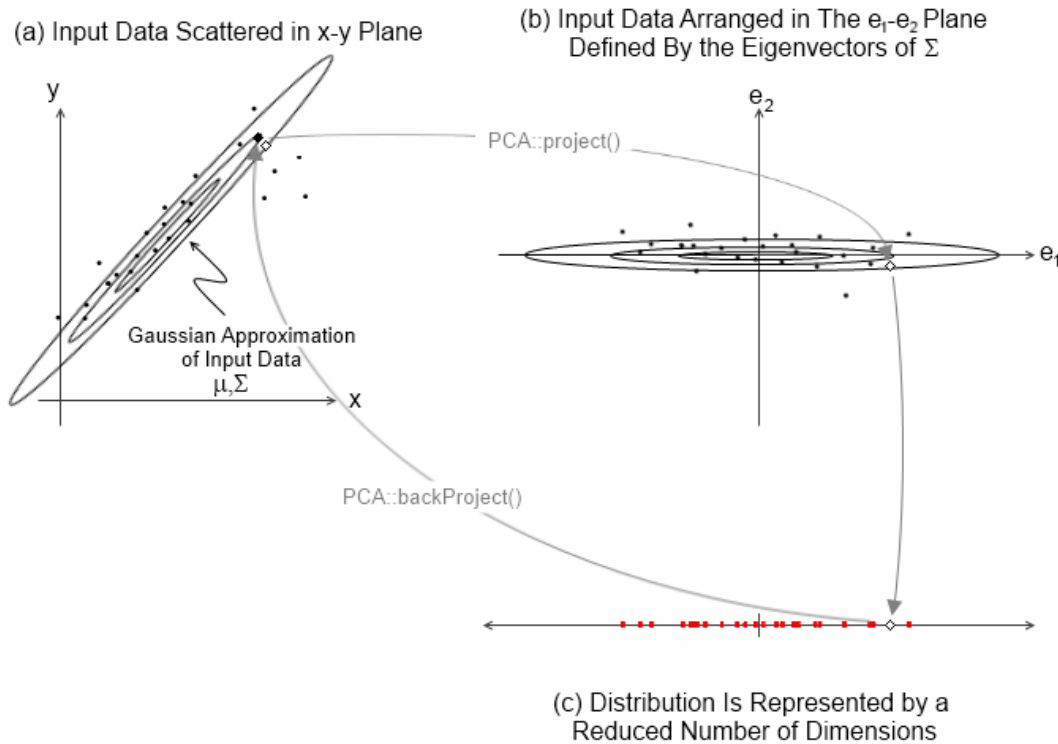 (a) Input Data Scattered in x-y Plane
y
Gaussian Approximation
of Input Data
μ,Σ
x
(b) Input Data Arranged in The e₁-e₂ Plane
Defined By the Eigenvectors of Σ
e₂
PCA::project()
e₁
PCA::backProject()
(c) Distribution Is Represented by a
Reduced Number of Dimensions